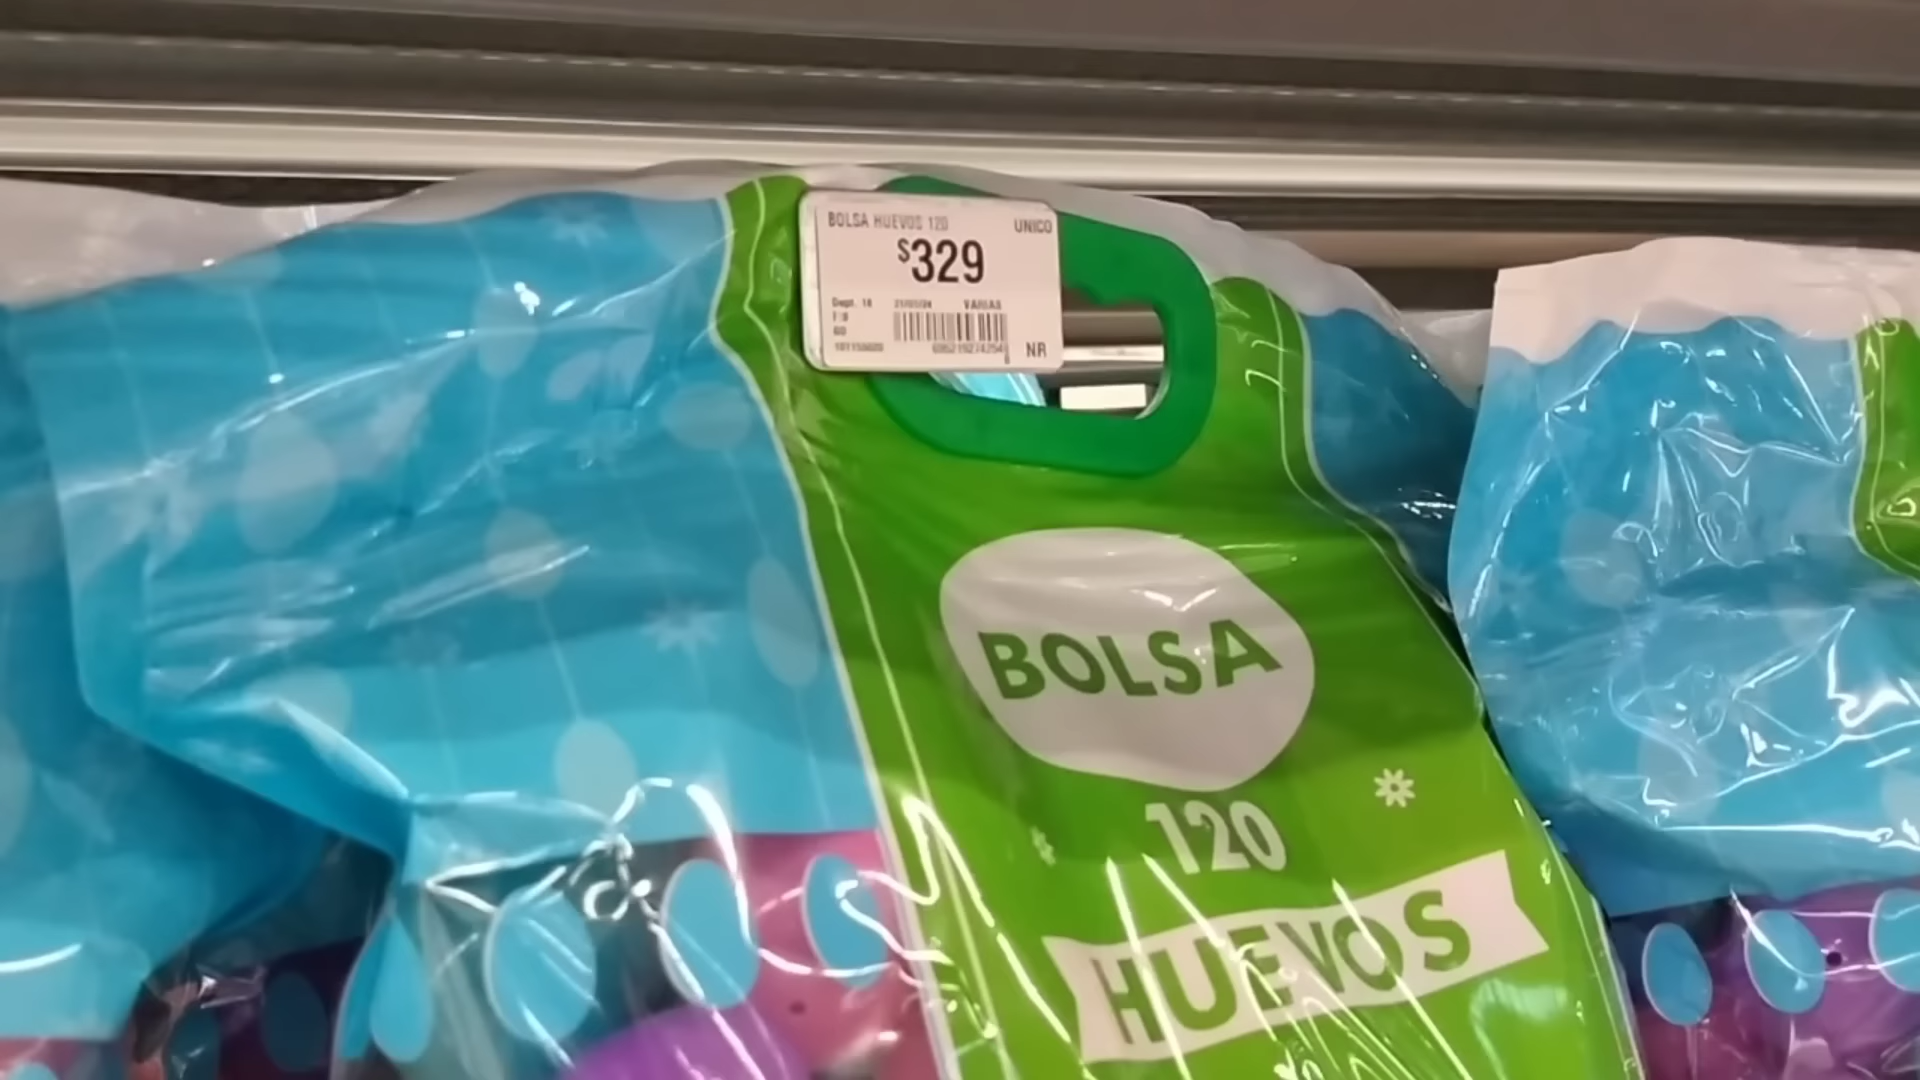 BOLSA HUEVOS 120 UNICO
$329
Dept. 18 VARIAS
NR
BOLSA
120
HUEVOS